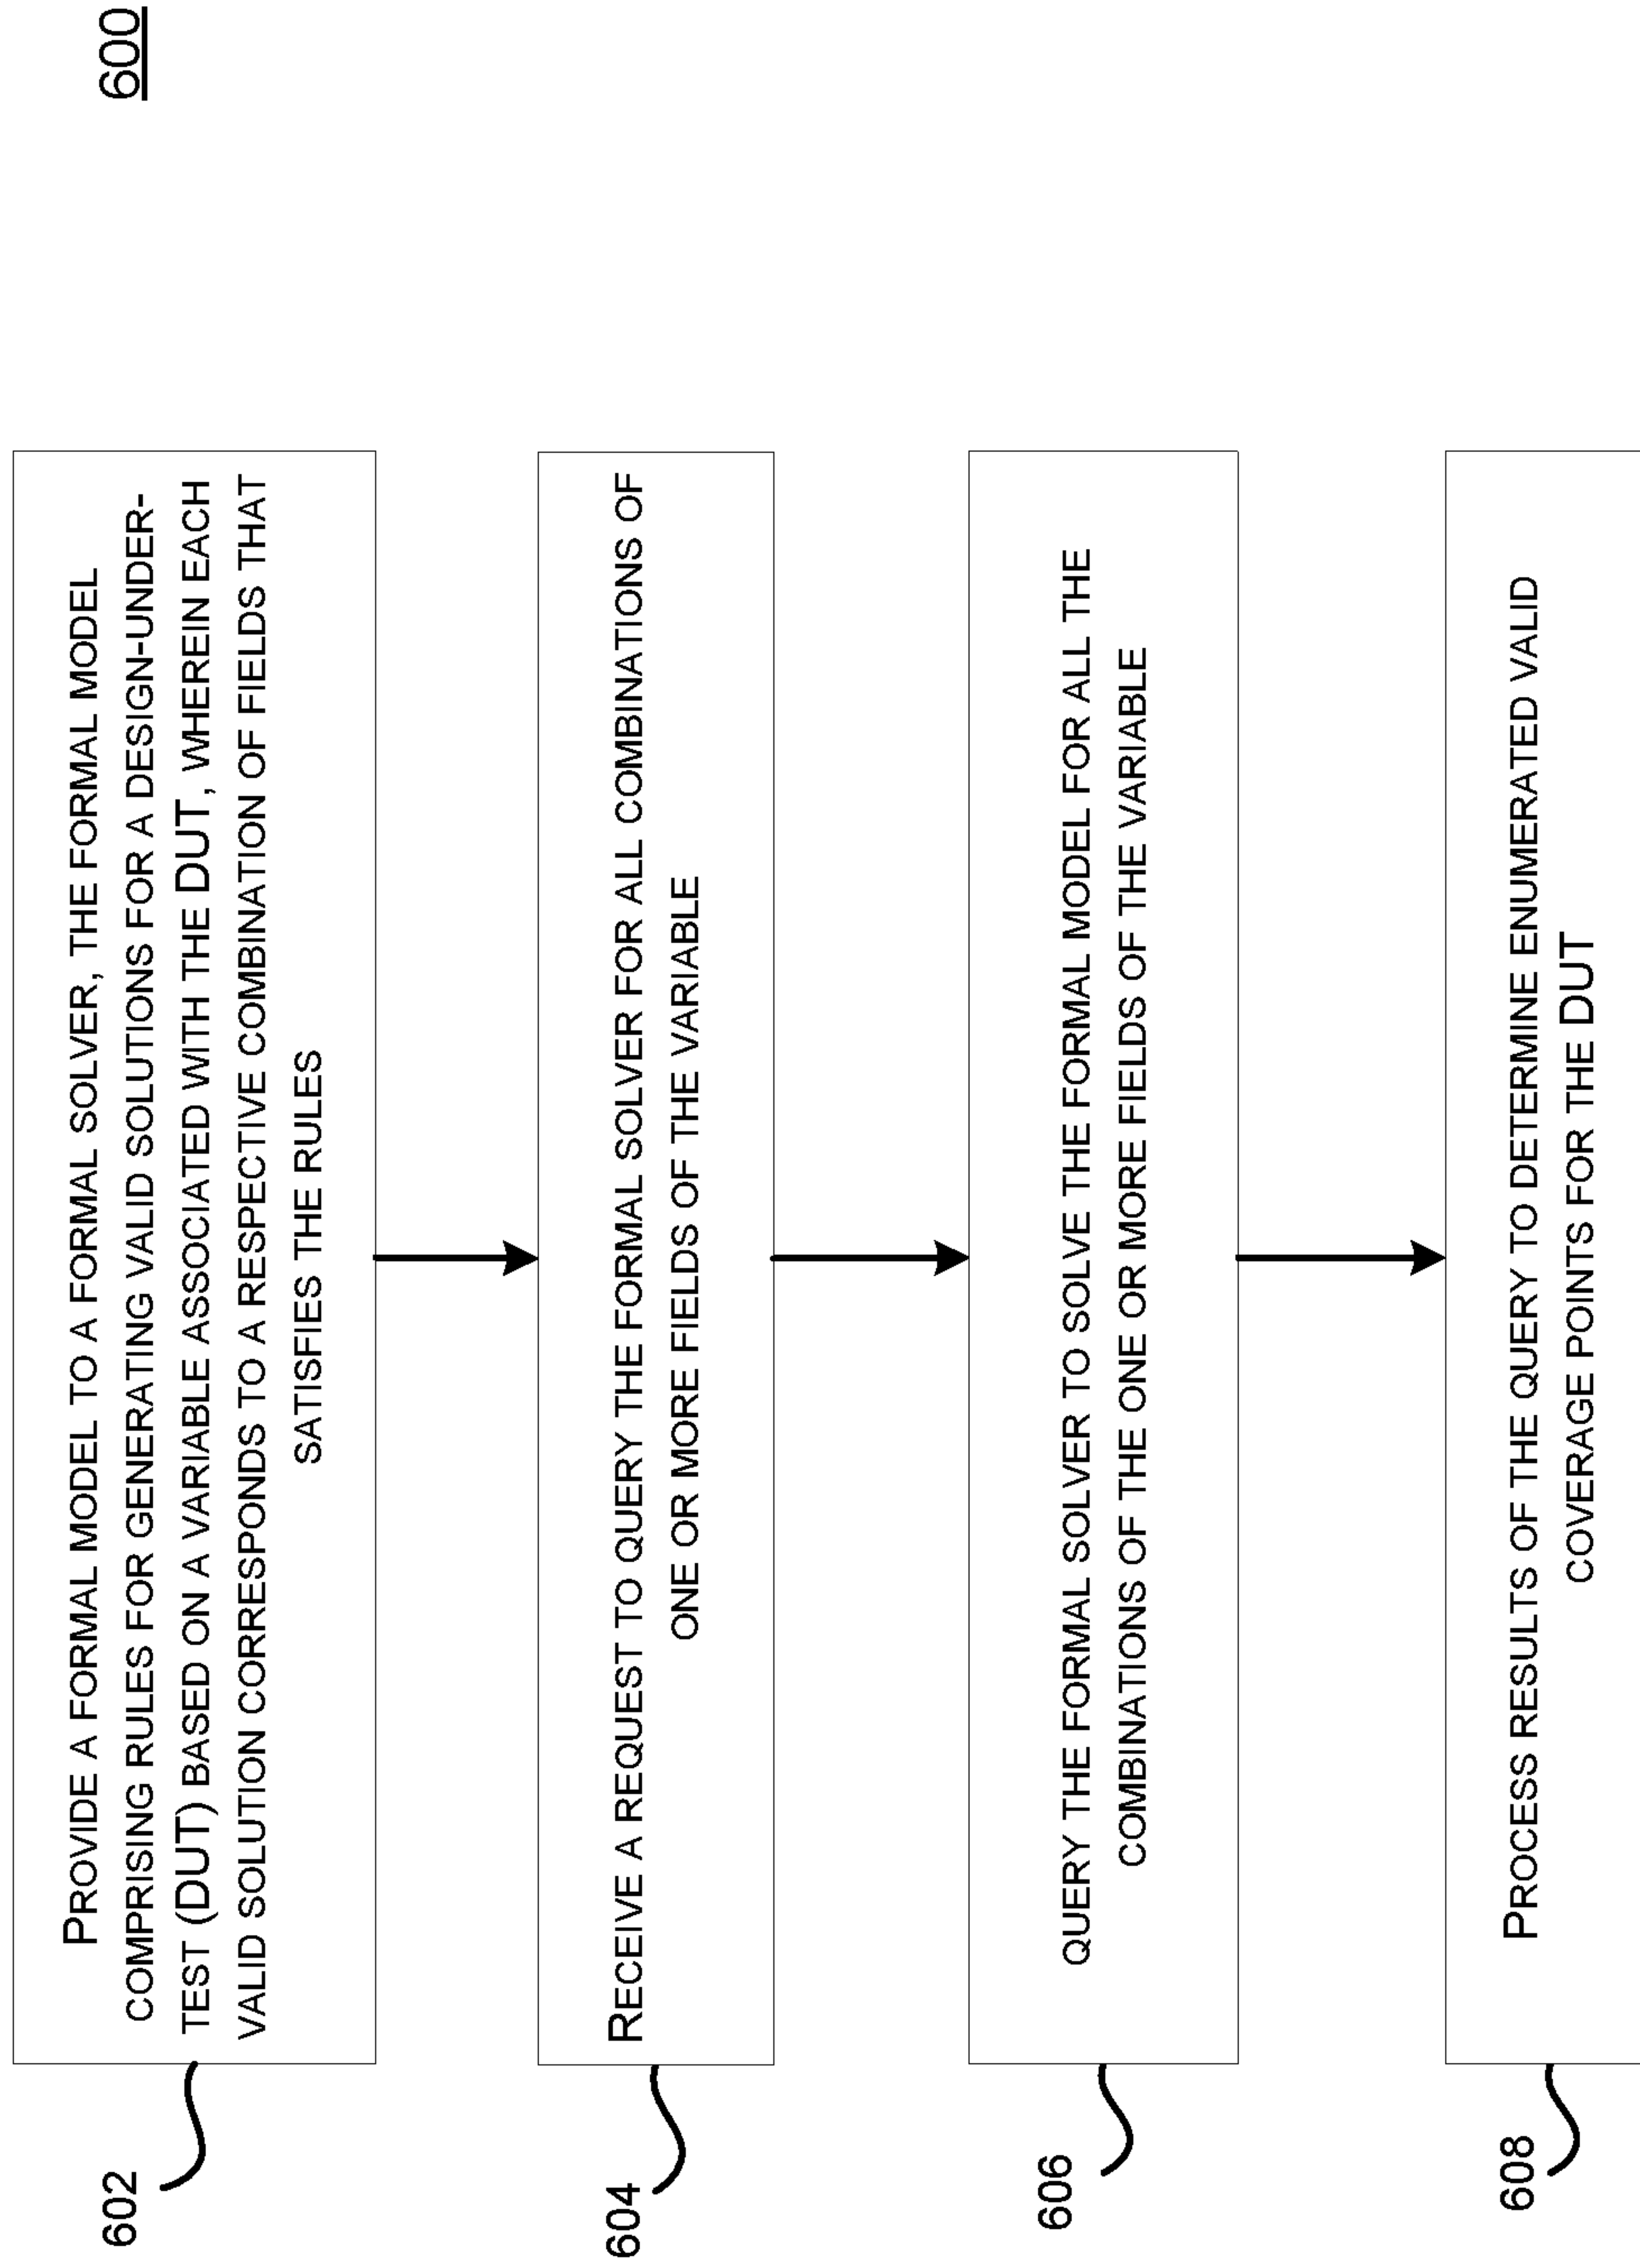 600
PROVIDE A FORMAL MODEL TO A FORMAL SOLVER, THE FORMAL MODEL
COMPRISING RULES FOR GENERATING VALID SOLUTIONS FOR A DESIGN-UNDER-
TEST (DUT) BASED ON A VARIABLE ASSOCIATED WITH THE DUT, WHEREIN EACH
VALID SOLUTION CORRESPONDS TO A RESPECTIVE COMBINATION OF FIELDS THAT
SATISFIES THE RULES
602
RECEIVE A REQUEST TO QUERY THE FORMAL SOLVER FOR ALL COMBINATIONS OF
ONE OR MORE FIELDS OF THE VARIABLE
604
QUERY THE FORMAL SOLVER TO SOLVE THE FORMAL MODEL FOR ALL THE
COMBINATIONS OF THE ONE OR MORE FIELDS OF THE VARIABLE
606
PROCESS RESULTS OF THE QUERY TO DETERMINE ENUMERATED VALID
COVERAGE POINTS FOR THE DUT
608